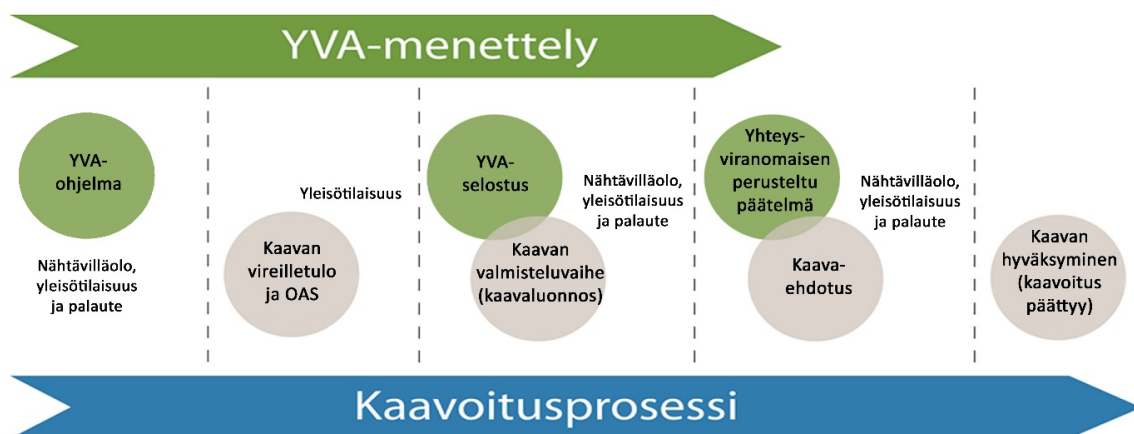 YVA-menettely
YVA-
ohjelma
Nähtävilläolo,
yleisötilaisuus
ja palaute
Yleisötilaisuus
Kaavan
vireilletulo
ja OAS
YVA-
selostus
Nähtävilläolo,
yleisötilaisuus
ja palaute
Kaavan
valmisteluvaihe
(kaavaluonnos)
Yhteys-
viranomaisen
perusteltu
päätelmä
Nähtävilläolo,
yleisötilaisuus
ja palaute
Kaava-
ehdotus
Kaavan
hyväksyminen
(kaavoitus
päättyy)
Kaavoitusprosessi